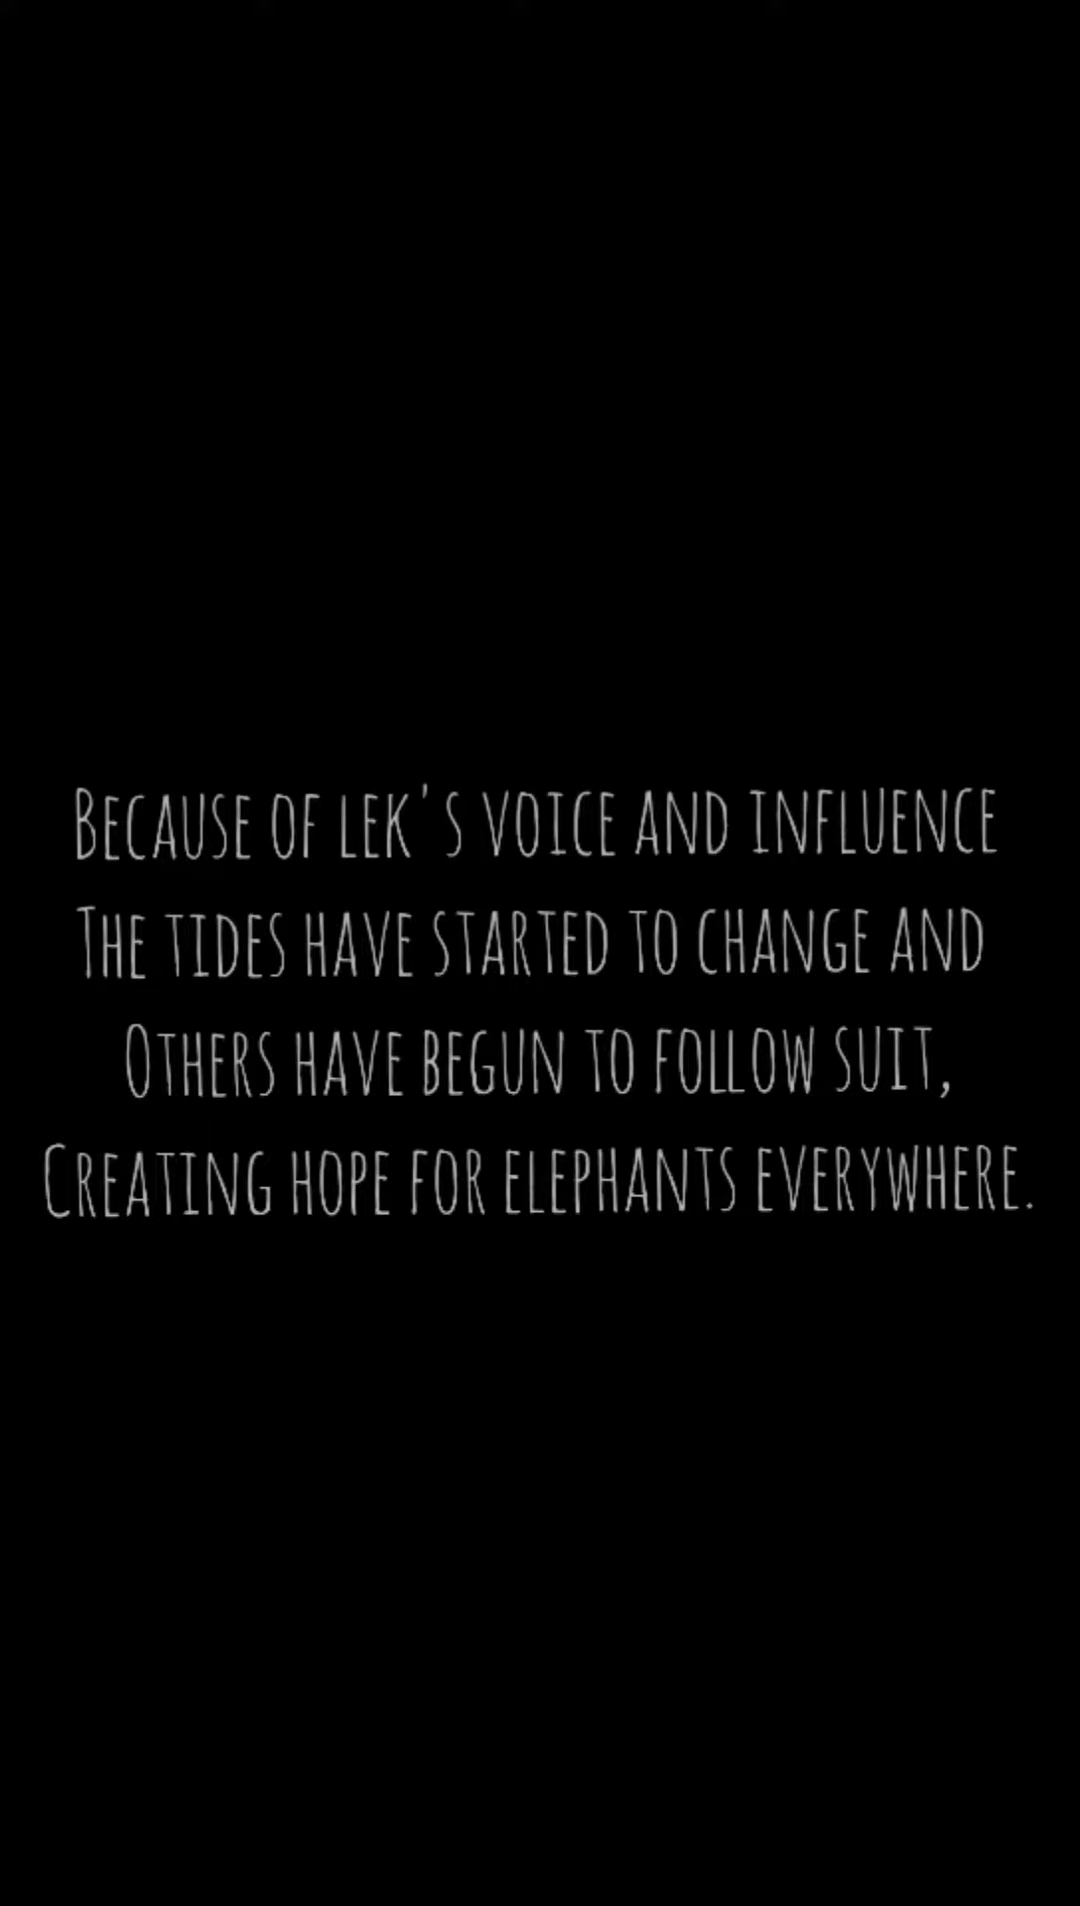 Because of Lek's voice and influence
The tides have started to change and
Others have begun to follow suit,
Creating hope for elephants everywhere.